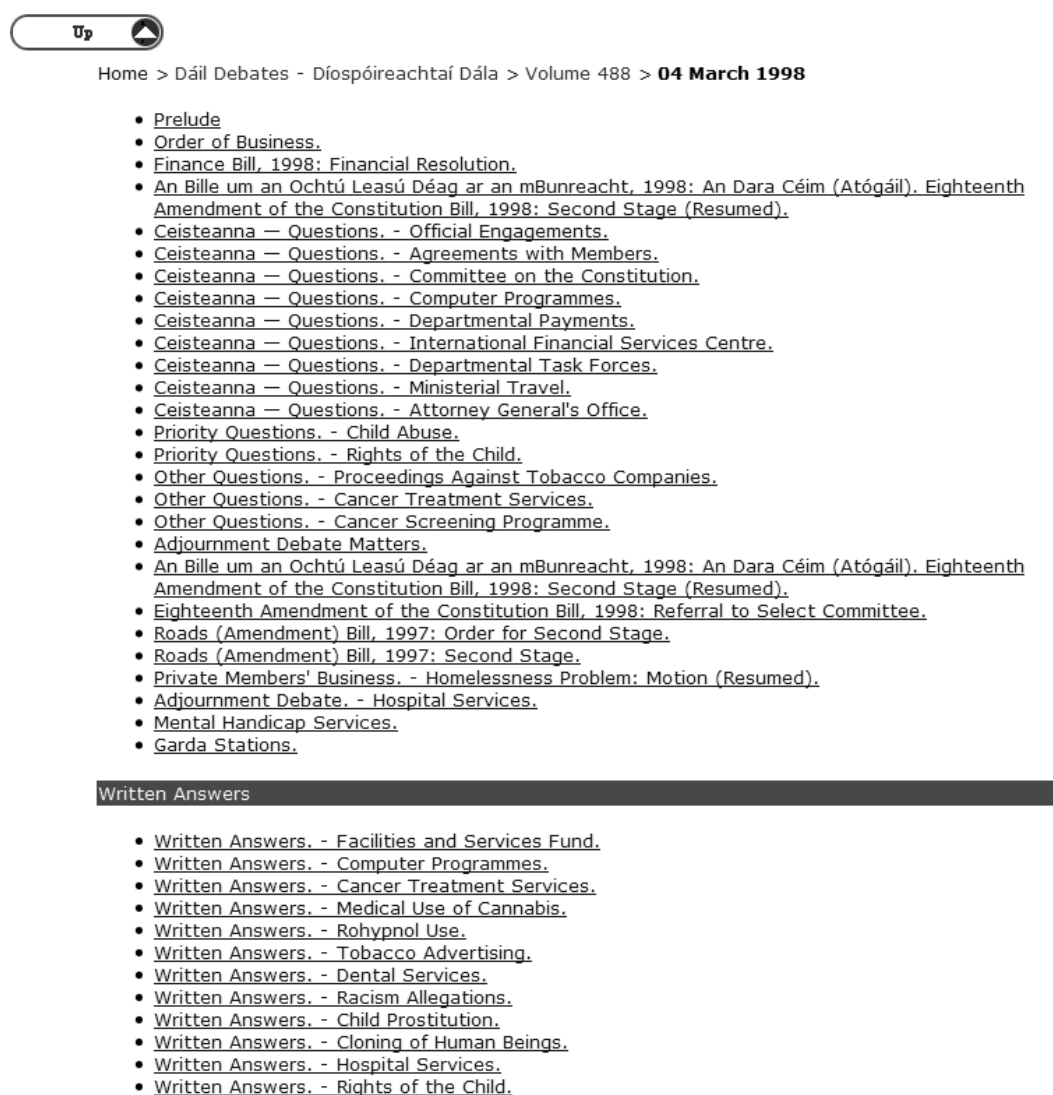 Up
Home > Dáil Debates - Díospóireachtaí Dála > Volume 488 > 04 March 1998
• Prelude
• Order of Business.
• Finance Bill, 1998: Financial Resolution.
• An Bille um an Ochtú Leasú Déag ar an mBunreacht, 1998: An Dara Céim (Atógáil). Eighteenth
Amendment of the Constitution Bill, 1998: Second Stage (Resumed).
• Ceisteanna — Questions. - Official Engagements.
• Ceisteanna — Questions. - Agreements with Members.
• Ceisteanna — Questions. - Committee on the Constitution.
• Ceisteanna — Questions. - Computer Programmes.
• Ceisteanna — Questions. - Departmental Payments.
• Ceisteanna — Questions. - International Financial Services Centre.
• Ceisteanna — Questions. - Departmental Task Forces.
• Ceisteanna — Questions. - Ministerial Travel.
• Ceisteanna — Questions. - Attorney General's Office.
• Priority Questions. - Child Abuse.
• Priority Questions. - Rights of the Child.
• Other Questions. - Proceedings Against Tobacco Companies.
• Other Questions. - Cancer Treatment Services.
• Other Questions. - Cancer Screening Programme.
• Adjournment Debate Matters.
• An Bille um an Ochtú Leasú Déag ar an mBunreacht, 1998: An Dara Céim (Atógáil). Eighteenth
Amendment of the Constitution Bill, 1998: Second Stage (Resumed).
• Eighteenth Amendment of the Constitution Bill, 1998: Referral to Select Committee.
• Roads (Amendment) Bill, 1997: Order for Second Stage.
• Roads (Amendment) Bill, 1997: Second Stage.
• Private Members' Business. - Homelessness Problem: Motion (Resumed).
• Adjournment Debate. - Hospital Services.
• Mental Handicap Services.
• Garda Stations.
Written Answers
• Written Answers. - Facilities and Services Fund.
• Written Answers. - Computer Programmes.
• Written Answers. - Cancer Treatment Services.
• Written Answers. - Medical Use of Cannabis.
• Written Answers. - Rohypnol Use.
• Written Answers. - Tobacco Advertising.
• Written Answers. - Dental Services.
• Written Answers. - Racism Allegations.
• Written Answers. - Child Prostitution.
• Written Answers. - Cloning of Human Beings.
• Written Answers. - Hospital Services.
• Written Answers. - Rights of the Child.